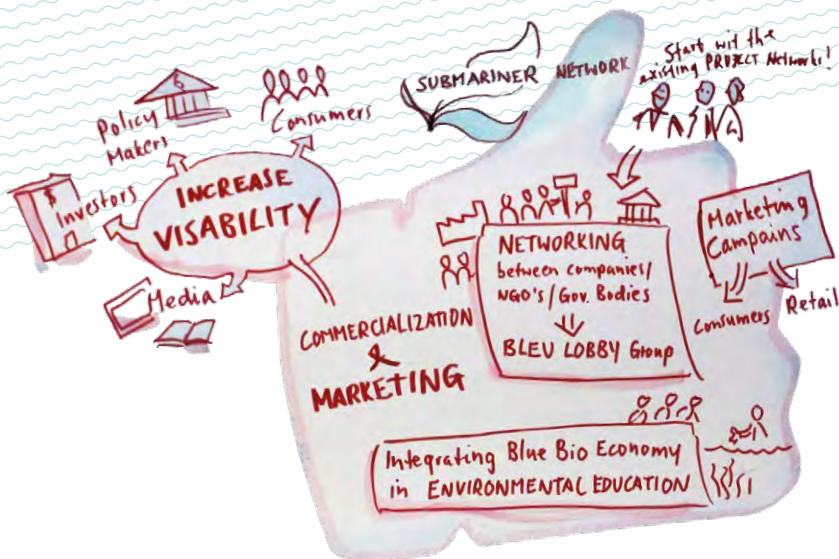 SUBMARINER NETWORK
Start wit the
existing PROJECT Networks!
Policy
Makers
Consumers
Investors
INCREASE
VISABILITY
Media
NETWORKING
between companies/
NGO's/Gov. Bodies
BLEU LOBBY Group
Marketing
Campains
Consumers
Retail
COMMERCIALIZATION
&
MARKETING
Integrating Blue Bio Economy
in ENVIRONMENTAL EDUCATION